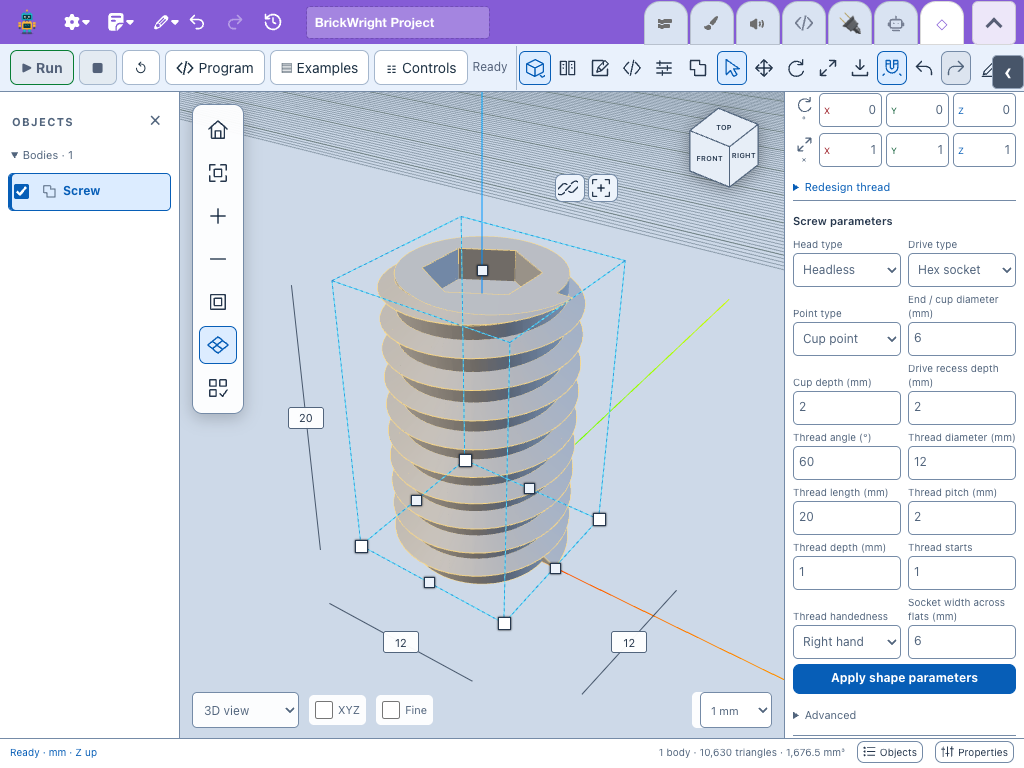 BrickWright Project
Run
Program
Examples
Controls
Ready
OBJECTS
Bodies · 1
Screw
TOP
FRONT
RIGHT
20
12
12
3D view
XYZ
Fine
1 mm
X 0
Y 0
Z 0
X 1
Y 1
Z 1
Redesign thread
Screw parameters
Head type
Drive type
Headless
Hex socket
Point type
End / cup diameter
(mm)
Cup point
6
Cup depth (mm)
Drive recess depth
(mm)
2
2
Thread angle (°)
Thread diameter (mm)
60
12
Thread length (mm)
Thread pitch (mm)
20
2
Thread depth (mm)
Thread starts
1
1
Thread handedness
Socket width across
flats (mm)
Right hand
6
Apply shape parameters
Advanced
Ready · mm · Z up
1 body · 10,630 triangles · 1,676.5 mm³
Objects
Properties